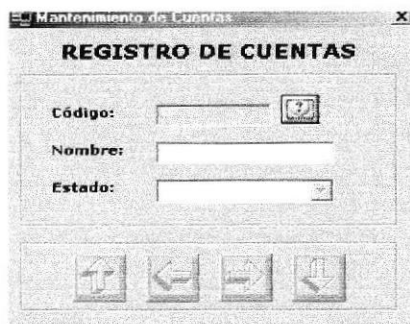 Mantenimiento de Cuentas
REGISTRO DE CUENTAS
Código:
?
Nombre:
Estado: